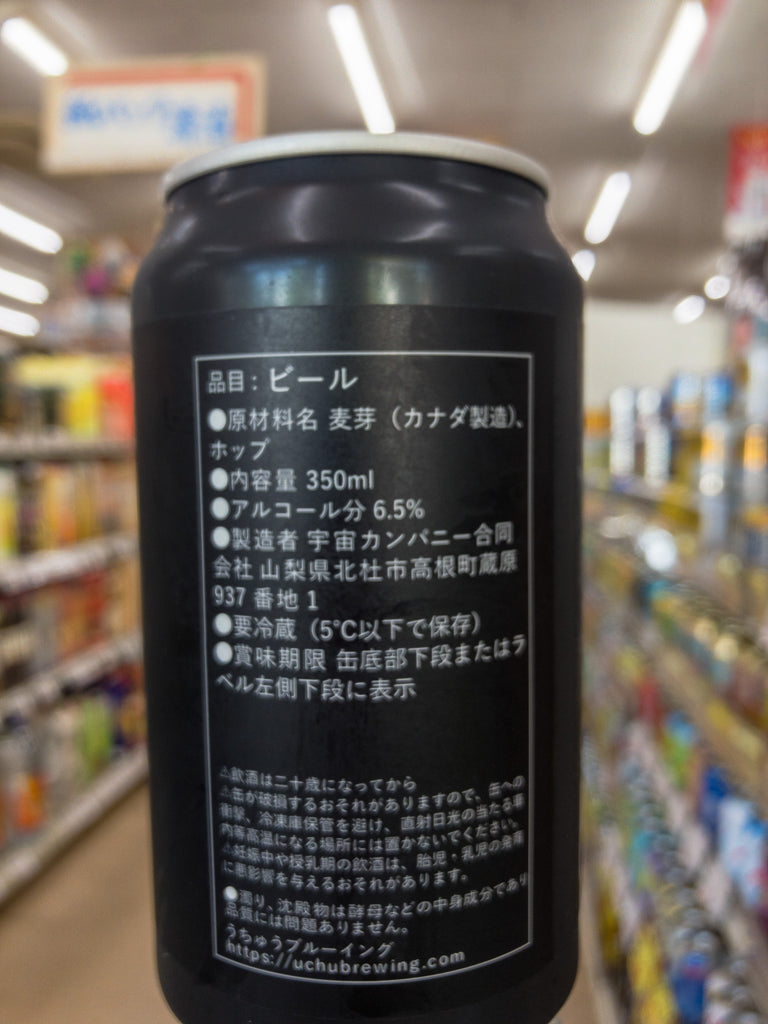 品目：ビール
●原材料名 麦芽（カナダ製造）、
ホップ
●内容量 350ml
●アルコール分 6.5%
●製造者 宇宙カンパニー合同
会社 山梨県北杜市高根町蔵原
937 番地 1
●要冷蔵（5℃以下で保存）
●賞味期限 缶底部下段またはラ
ベル左側下段に表示
⚠飲酒は二十歳になってから
⚠缶が破損するおそれがありますので、缶への
衝撃、冷凍庫保管を避け、直射日光の当たる車
内等高温になる場所には置かないでください。
⚠妊娠中や授乳期の飲酒は、胎児・乳児の発育
に悪影響を与えるおそれがあります。
●濁り、沈殿物は酵母などの中身成分であり
品質には問題ありません。
うちゅうブルーイング
https://uchubrewing.com